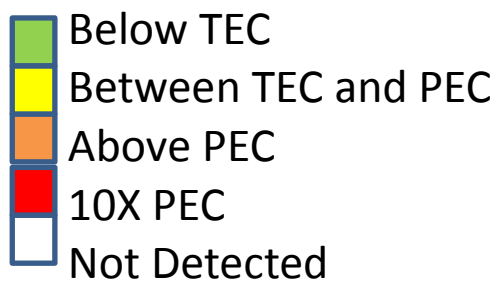 Below TEC
Between TEC and PEC
Above PEC
10X PEC
Not Detected